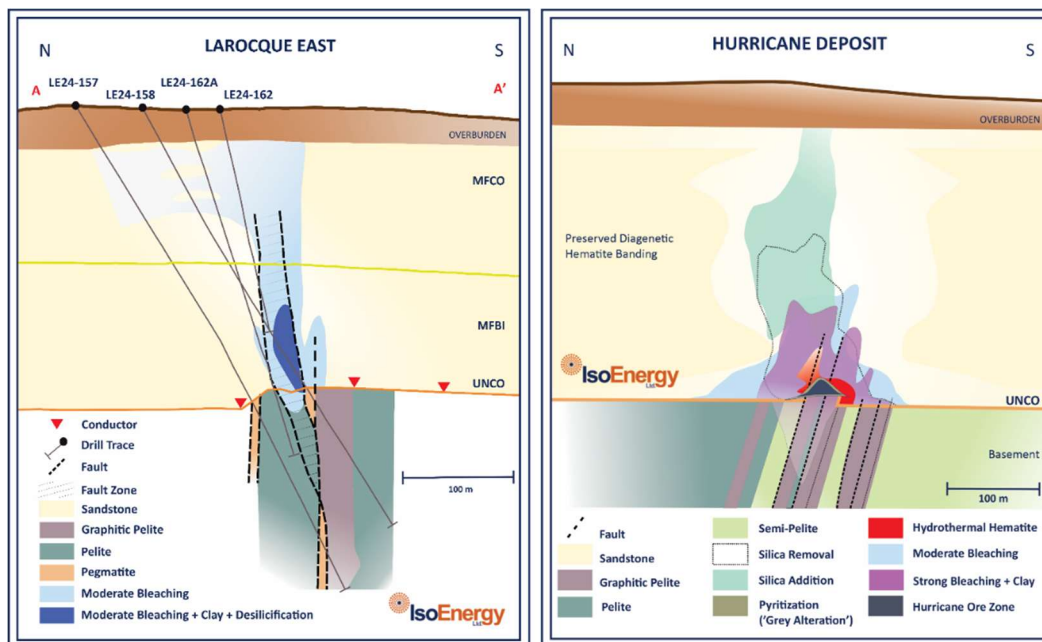 LAROCQUE EAST
N
S
A
LE24-157
LE24-158
LE24-162A
LE24-162
A'
OVERBURDEN
MFCO
MFBI
UNCO
Conductor
Drill Trace
Fault
Fault Zone
Sandstone
Graphitic Pelite
Pelite
Pegmatite
Moderate Bleaching
Moderate Bleaching + Clay + Desilicification
100 m
IsoEnergy
Ltd
HURRICANE DEPOSIT
N
S
OVERBURDEN
Preserved Diagenetic
Hematite Banding
IsoEnergy
Ltd
UNCO
Basement
100 m
Fault
Sandstone
Graphitic Pelite
Pelite
Semi-Pelite
Silica Removal
Silica Addition
Pyritization
('Grey Alteration')
Hydrothermal Hematite
Moderate Bleaching
Strong Bleaching + Clay
Hurricane Ore Zone